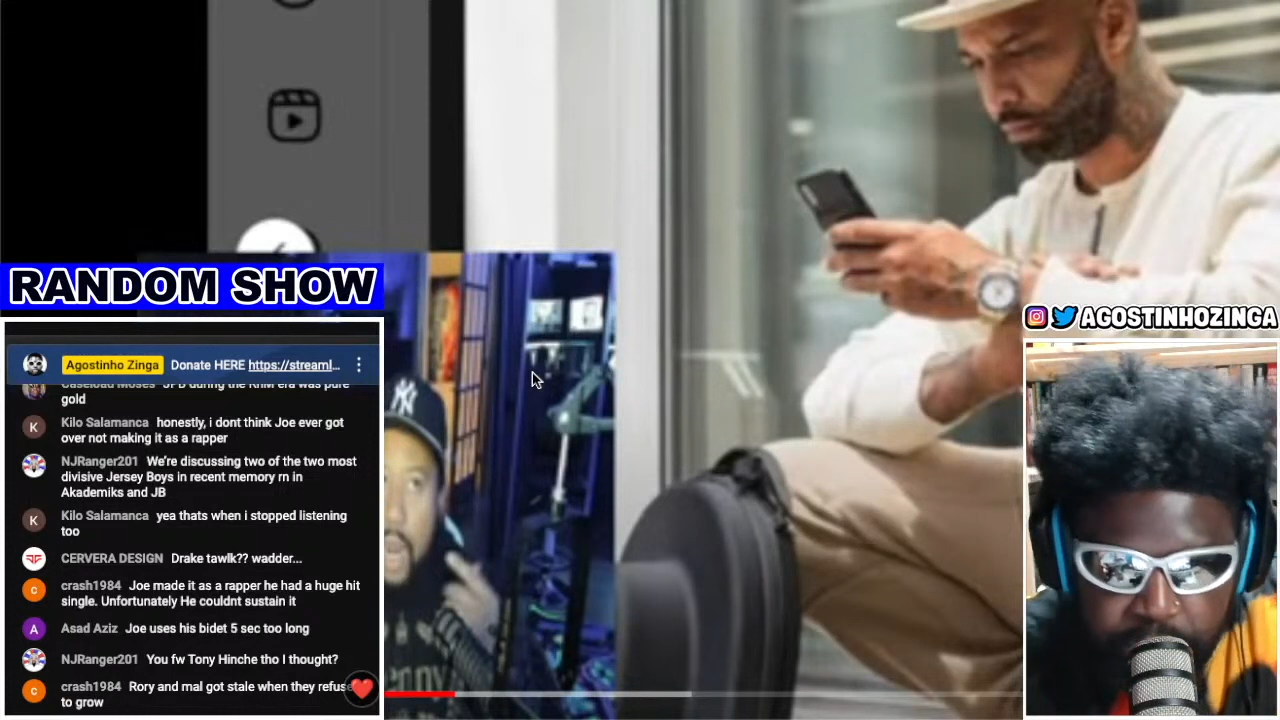 RANDOM SHOW
AGOSTINHOZINGA
Agostinho Zinga Donate HERE https://streaml...
Caseload Moses JPB during the RnM era was pure
gold
K Kilo Salamanca honestly, i dont think Joe ever got
over not making it as a rapper
NJRanger201 We're discussing two of the two most
divisive Jersey Boys in recent memory rn in
Akademiks and JB
K Kilo Salamanca yea thats when i stopped listening
too
CERVERA DESIGN Drake tawlk?? wadder...
c crash1984 Joe made it as a rapper he had a huge hit
single. Unfortunately He couldnt sustain it
A Asad Aziz Joe uses his bidet 5 sec too long
NJRanger201 You fw Tony Hinche tho I thought?
c crash1984 Rory and mal got stale when they refus
to grow